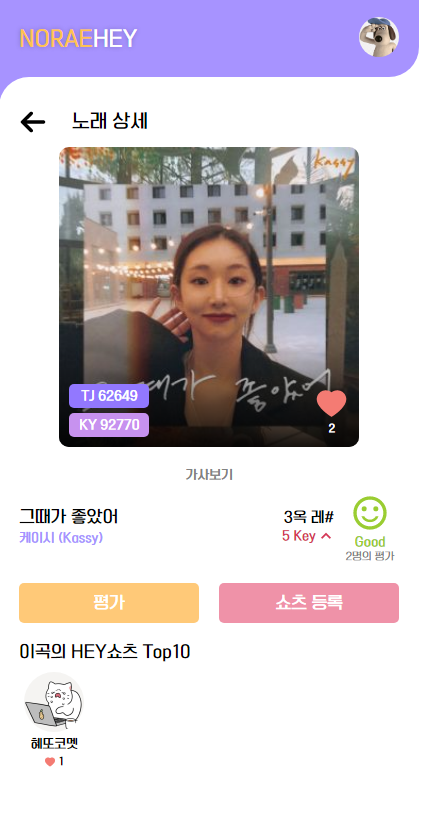 NORAEHEY
노래 상세
Kassy
그때가 좋았어
TJ 62649
KY 92770
2
가사보기
그때가 좋았어
3옥 레#
케이시 (Kassy)
5 Key
Good
2명의 평가
평가
쇼츠 등록
이곡의 HEY쇼츠 Top10
헤또코멧
1